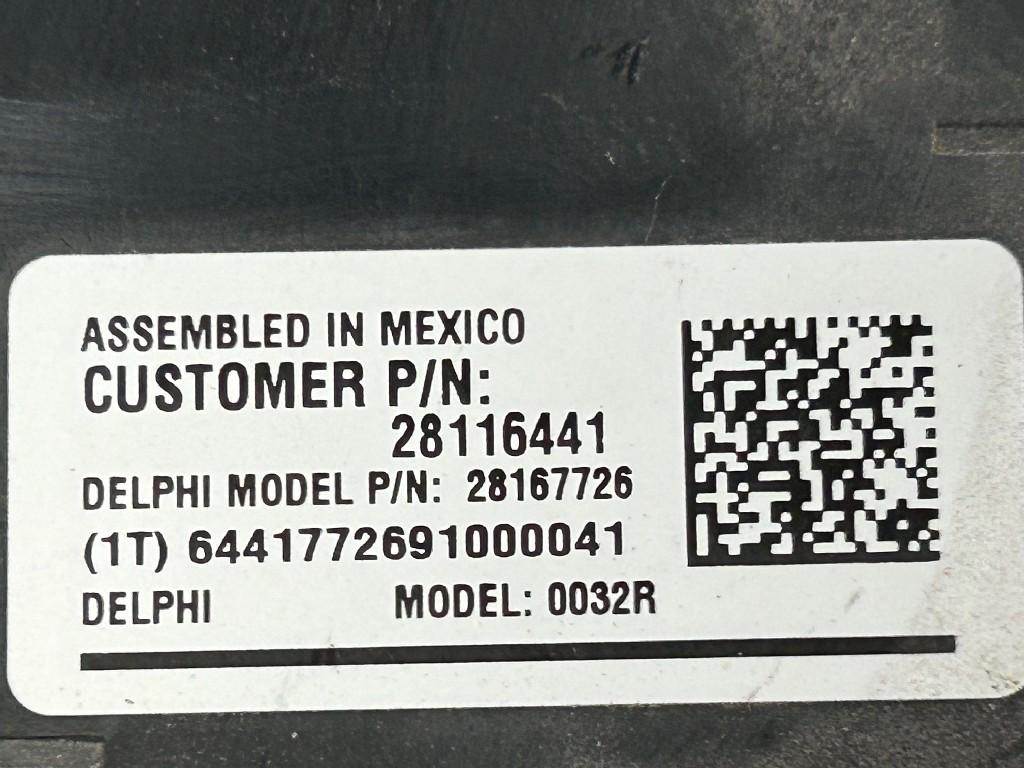 ASSEMBLED IN MEXICO
CUSTOMER P/N:
28116441
DELPHI MODEL P/N: 28167726
(1T) 6441772691000041
DELPHI MODEL: 0032R